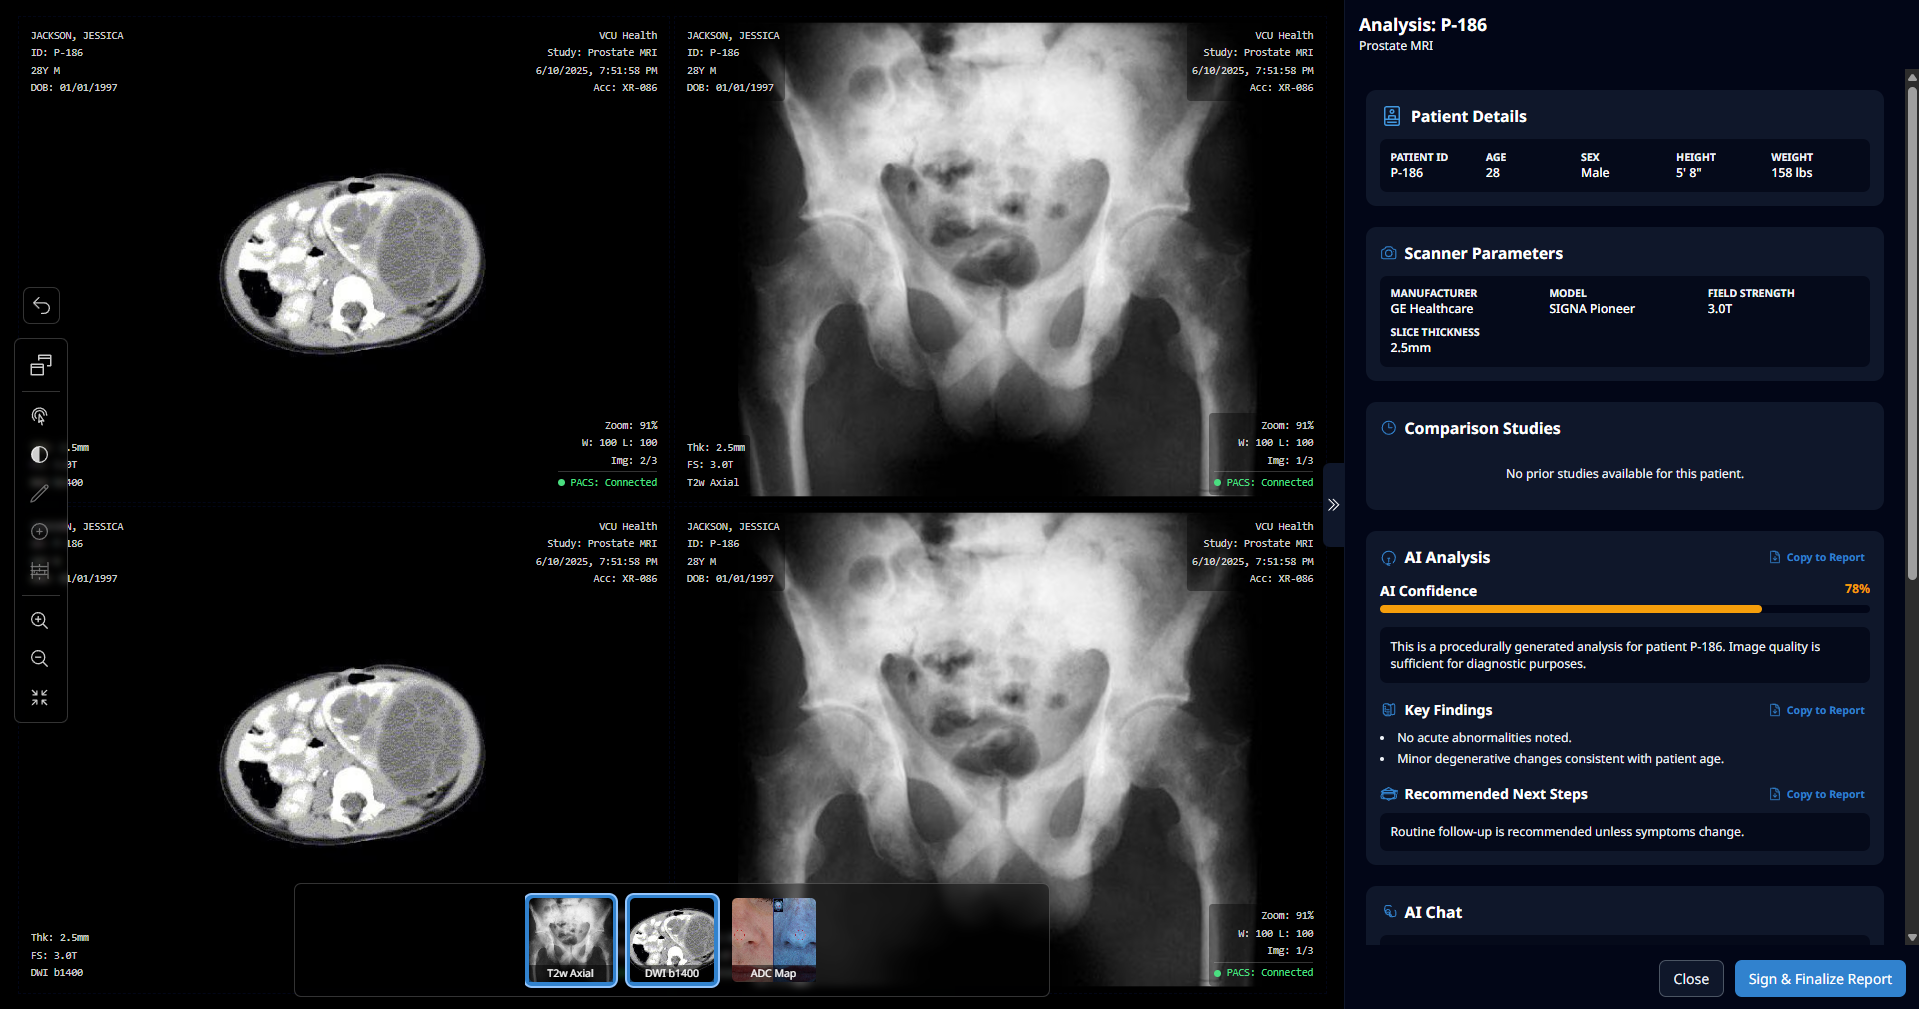 JACKSON, JESSICA
ID: P-186
28Y M
DOB: 01/01/1997
VCU Health
Study: Prostate MRI
6/10/2025, 7:51:58 PM
Acc: XR-086
.5mm
0T
400
Zoom: 91%
W: 100 L: 100
Img: 2/3
PACS: Connected
JACKSON, JESSICA
ID: P-186
28Y M
DOB: 01/01/1997
VCU Health
Study: Prostate MRI
6/10/2025, 7:51:58 PM
Acc: XR-086
Thk: 2.5mm
FS: 3.0T
T2w Axial
Zoom: 91%
W: 100 L: 100
Img: 1/3
PACS: Connected
N, JESSICA
186
1/01/1997
VCU Health
Study: Prostate MRI
6/10/2025, 7:51:58 PM
Acc: XR-086
Thk: 2.5mm
FS: 3.0T
DWI b1400
JACKSON, JESSICA
ID: P-186
28Y M
DOB: 01/01/1997
VCU Health
Study: Prostate MRI
6/10/2025, 7:51:58 PM
Acc: XR-086
Zoom: 91%
W: 100 L: 100
Img: 1/3
PACS: Connected
T2w Axial
DWI b1400
ADC Map
Analysis: P-186
Prostate MRI
Patient Details
PATIENT ID AGE SEX HEIGHT WEIGHT
P-186 28 Male 5' 8" 158 lbs
Scanner Parameters
MANUFACTURER MODEL FIELD STRENGTH
GE Healthcare SIGNA Pioneer 3.0T
SLICE THICKNESS
2.5mm
Comparison Studies
No prior studies available for this patient.
AI Analysis Copy to Report
AI Confidence 78%
This is a procedurally generated analysis for patient P-186. Image quality is
sufficient for diagnostic purposes.
Key Findings Copy to Report
• No acute abnormalities noted.
• Minor degenerative changes consistent with patient age.
Recommended Next Steps Copy to Report
Routine follow-up is recommended unless symptoms change.
AI Chat
Close Sign & Finalize Report